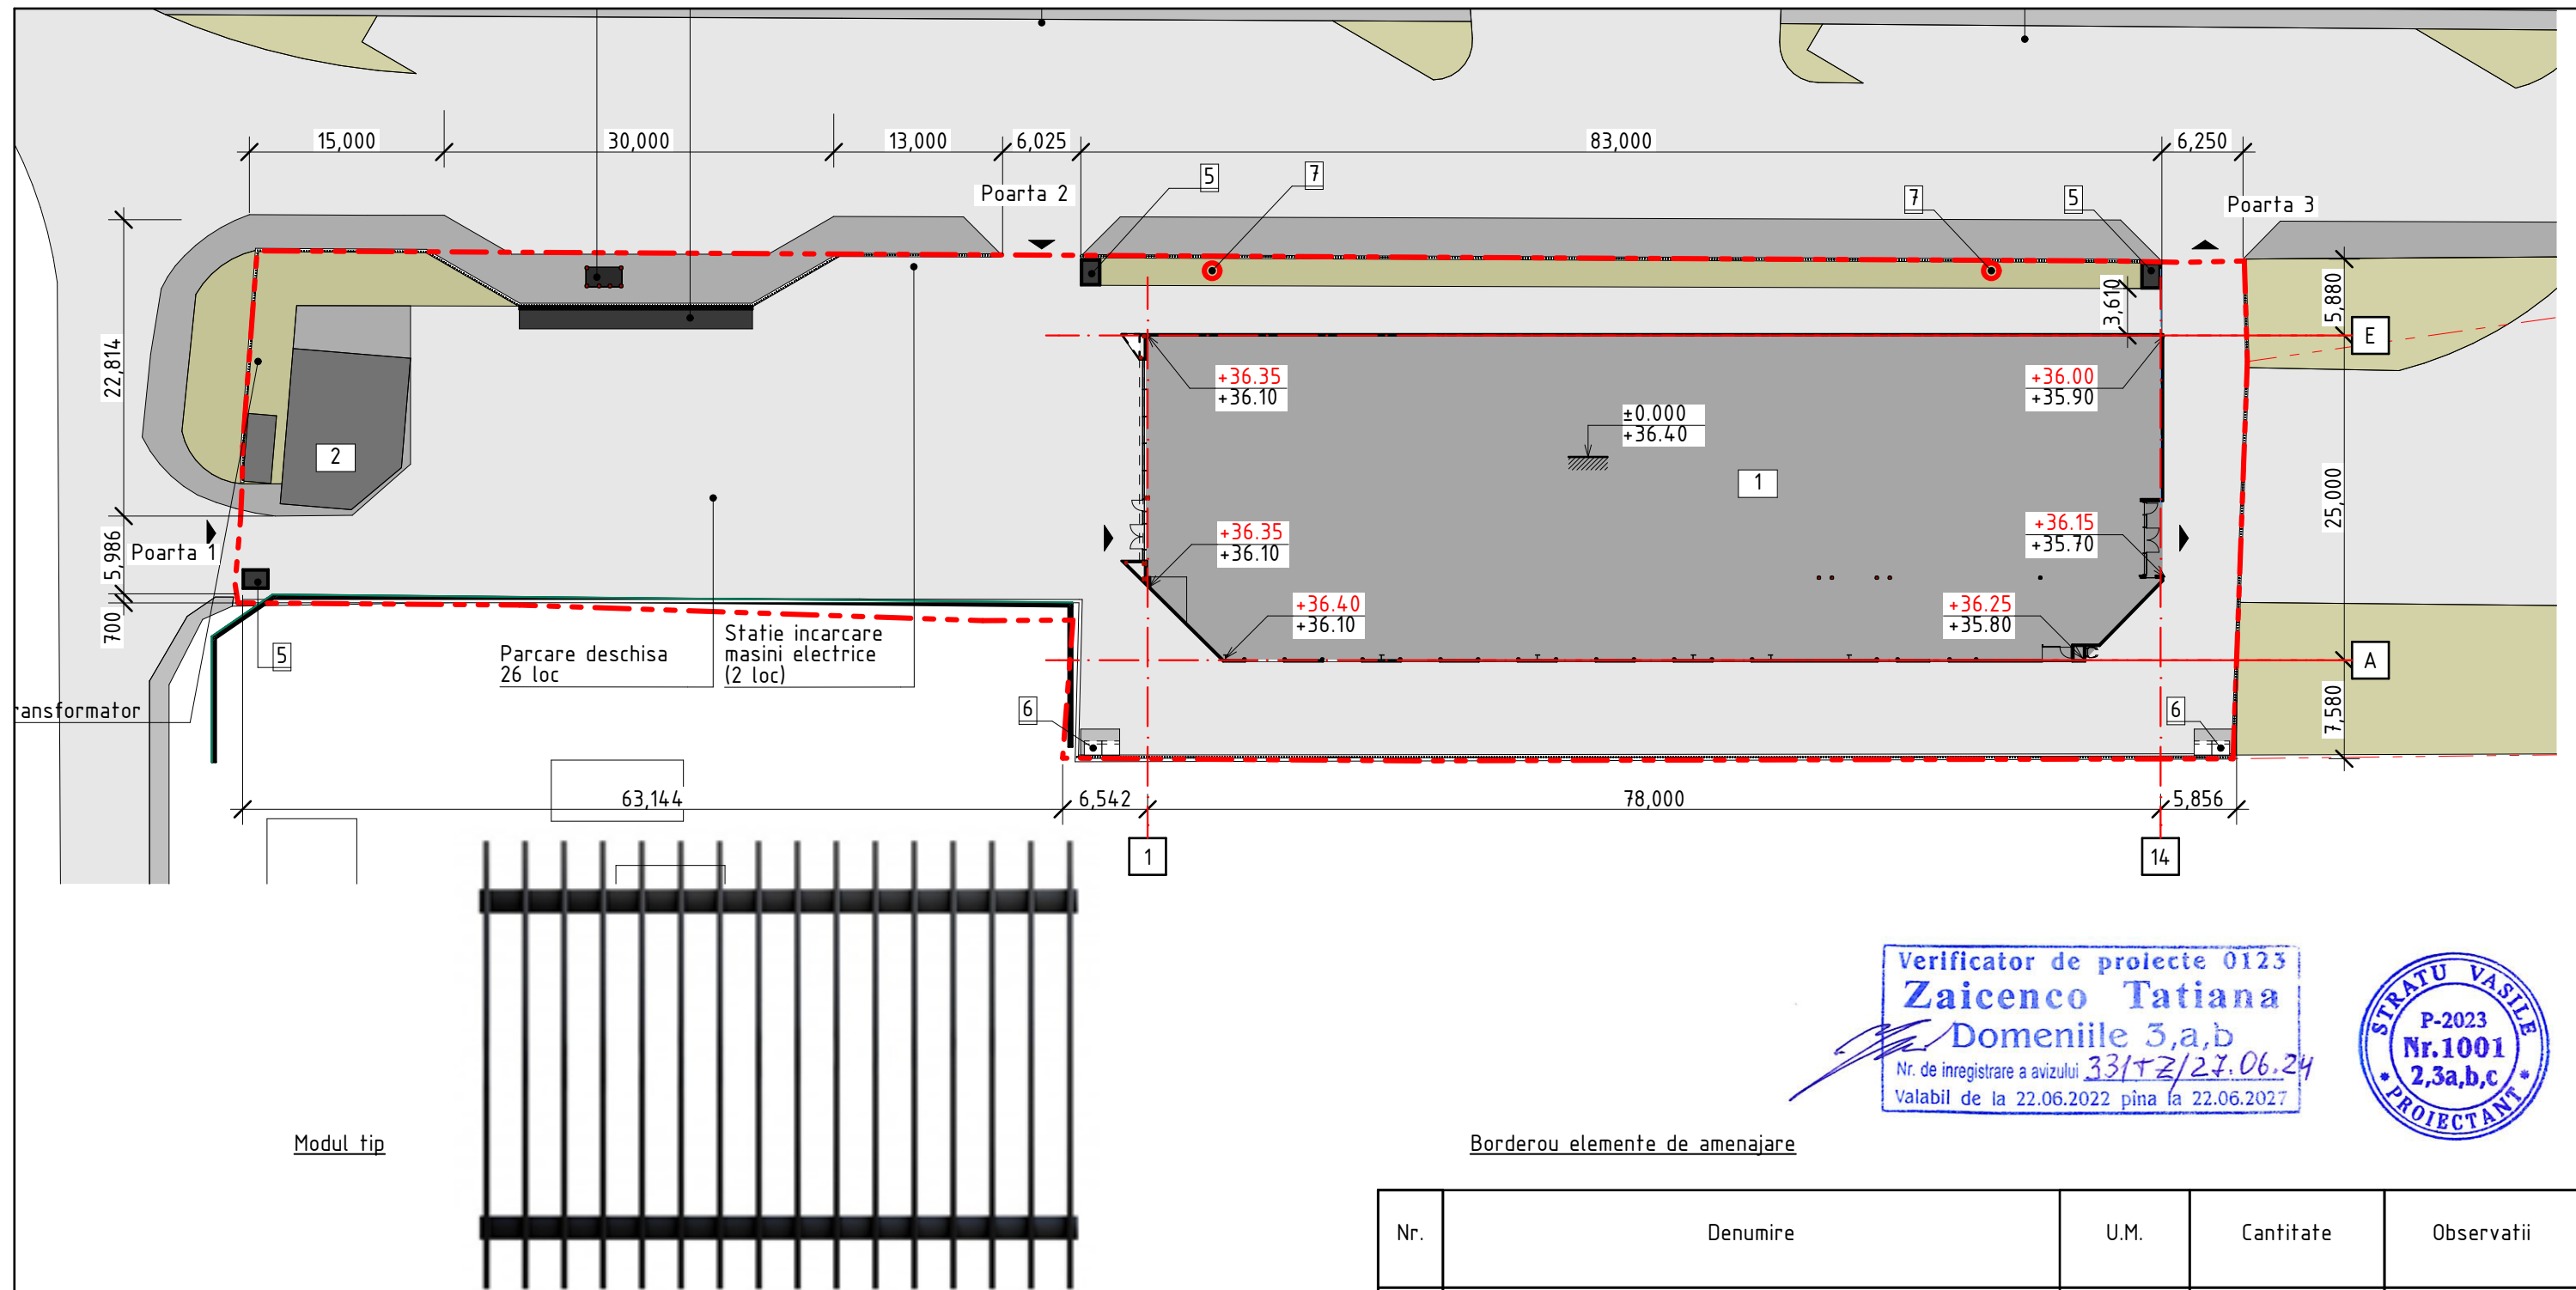 15,000
30,000
13,000
6,025
83,000
6,250
Poarta 2
5
7
7
5
Poarta 3
5,880
3,610
E
22,814
+36.35
+36.10
+36.00
+35.90
±0.000
+36.40
2
1
25,000
5,986
Poarta 1
+36.35
+36.10
+36.15
+35.70
700
+36.40
+36.10
+36.25
+35.80
5
Parcare deschisa
26 loc
Statie incarcare
masini electrice
(2 loc)
A
ansformator
6
6
7,580
63,144
6,542
78,000
5,856
1
14
Verificator de proiecte 0123
Zaicenco Tatiana
Domeniile 3,a,b
Nr. de inregistrare a avizului 331TZ/27.06.24
Valabil de la 22.06.2022 pina la 22.06.2027
STRATU VASILE
P-2023
Nr.1001
2,3a,b,c
* PROIECTANT *
Modul tip
Borderou elemente de amenajare
Nr. Denumire U.M. Cantitate Observatii